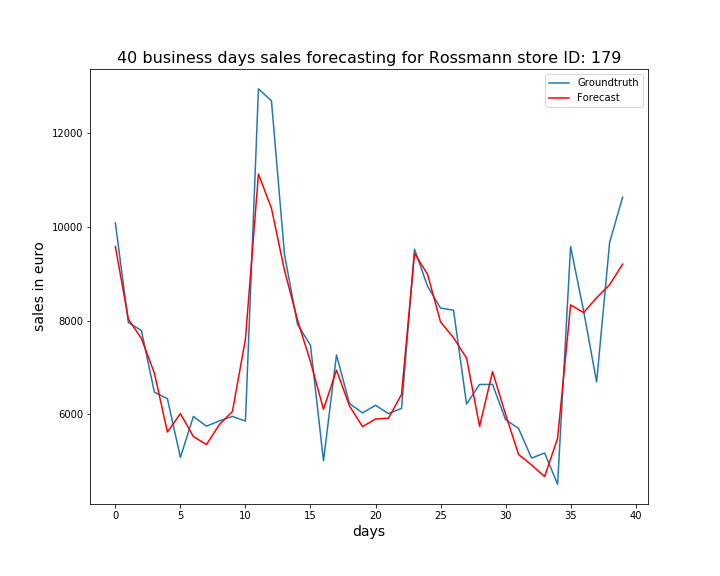 40 business days sales forecasting for Rossmann store ID: 179
Groundtruth
Forecast
12000
10000
8000
6000
sales in euro
0 5 10 15 20 25 30 35 40
days